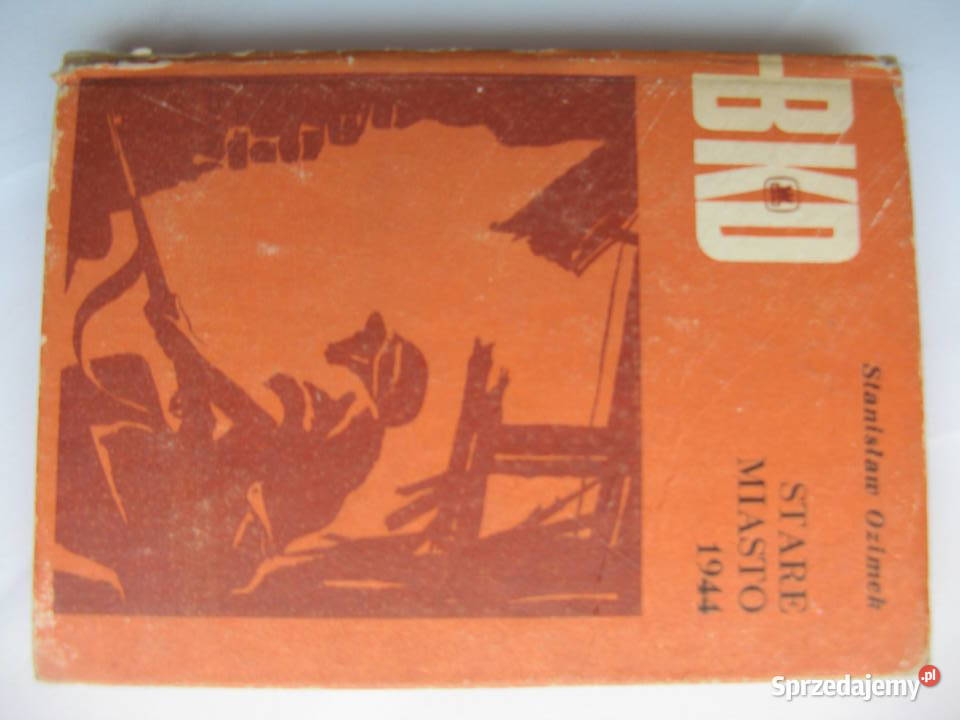 BKD
Stanisław Ozimek
STARE
MIASTO
1944
Sprzedajemy.pl